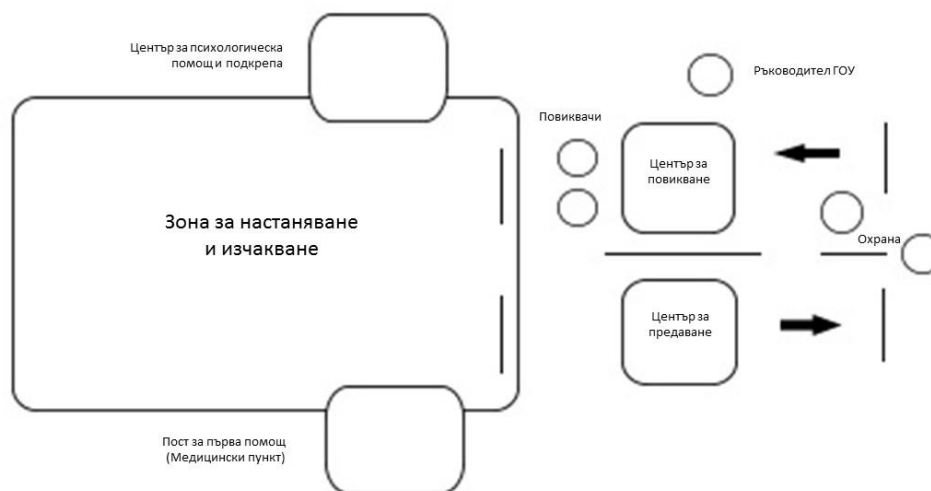 Център за психологическа
помощ и подкрепа
Ръководител ГОУ
Повиквачи
Център за
повикване
Зона за настаняване
и изчакване
Охрана
Център за
предаване
Пост за първа помощ
(Медицински пункт)